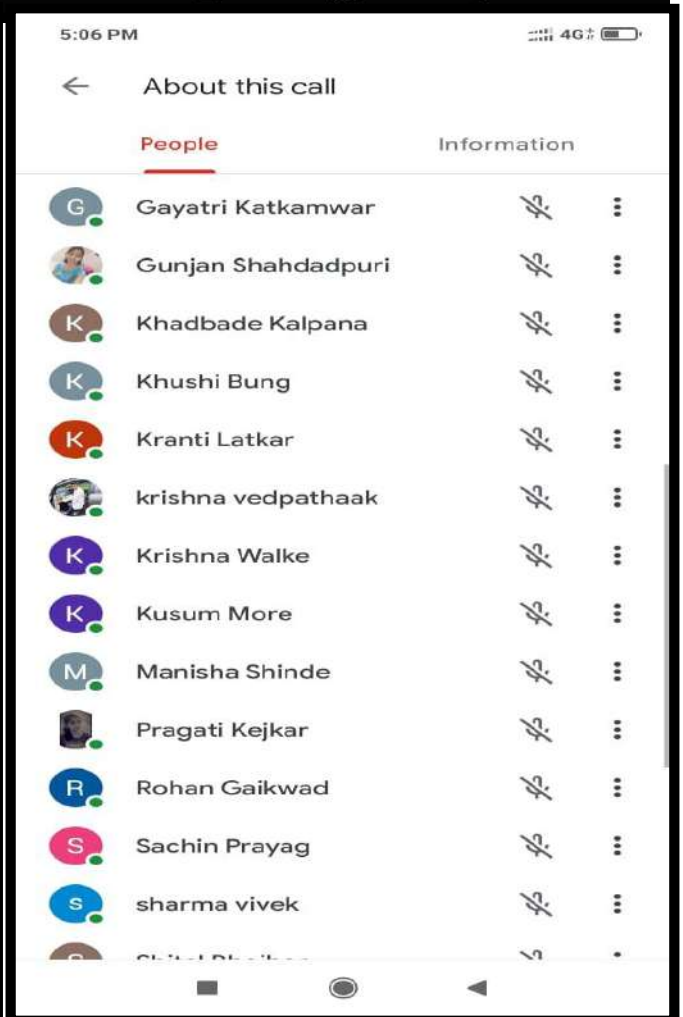 5:06 PM 4G
About this call
People Information
G Gayatri Katkamwar
Gunjan Shahdadpuri
K Khadbade Kalpana
K Khushi Bung
K Kranti Latkar
krishna vedpathaak
K Krishna Walke
K Kusum More
M Manisha Shinde
Pragati Kejkar
R Rohan Gaikwad
S Sachin Prayag
s sharma vivek